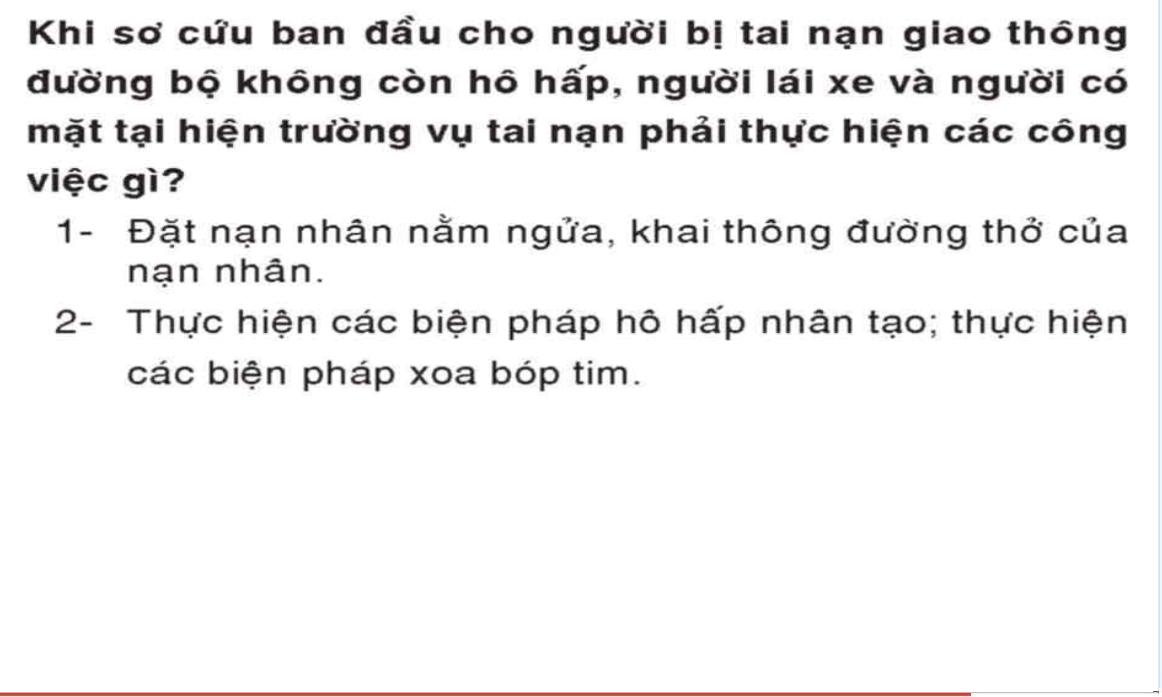 Khi sơ cứu ban đầu cho người bị tai nạn giao thông
đường bộ không còn hô hấp, người lái xe và người có
mặt tại hiện trường vụ tai nạn phải thực hiện các công
việc gì?
1- Đặt nạn nhân nằm ngửa, khai thông đường thở của
nạn nhân.
2- Thực hiện các biện pháp hô hấp nhân tạo; thực hiện
các biện pháp xoa bóp tim.